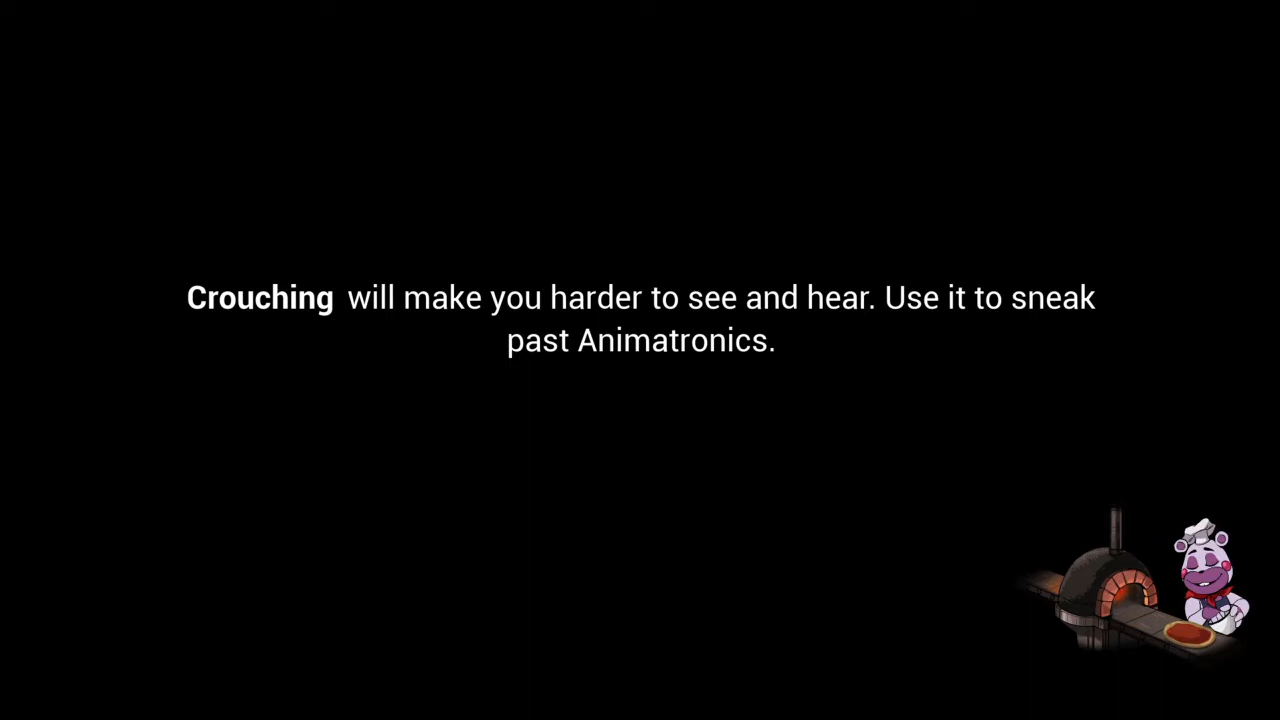 Crouching will make you harder to see and hear. Use it to sneak
past Animatronics.